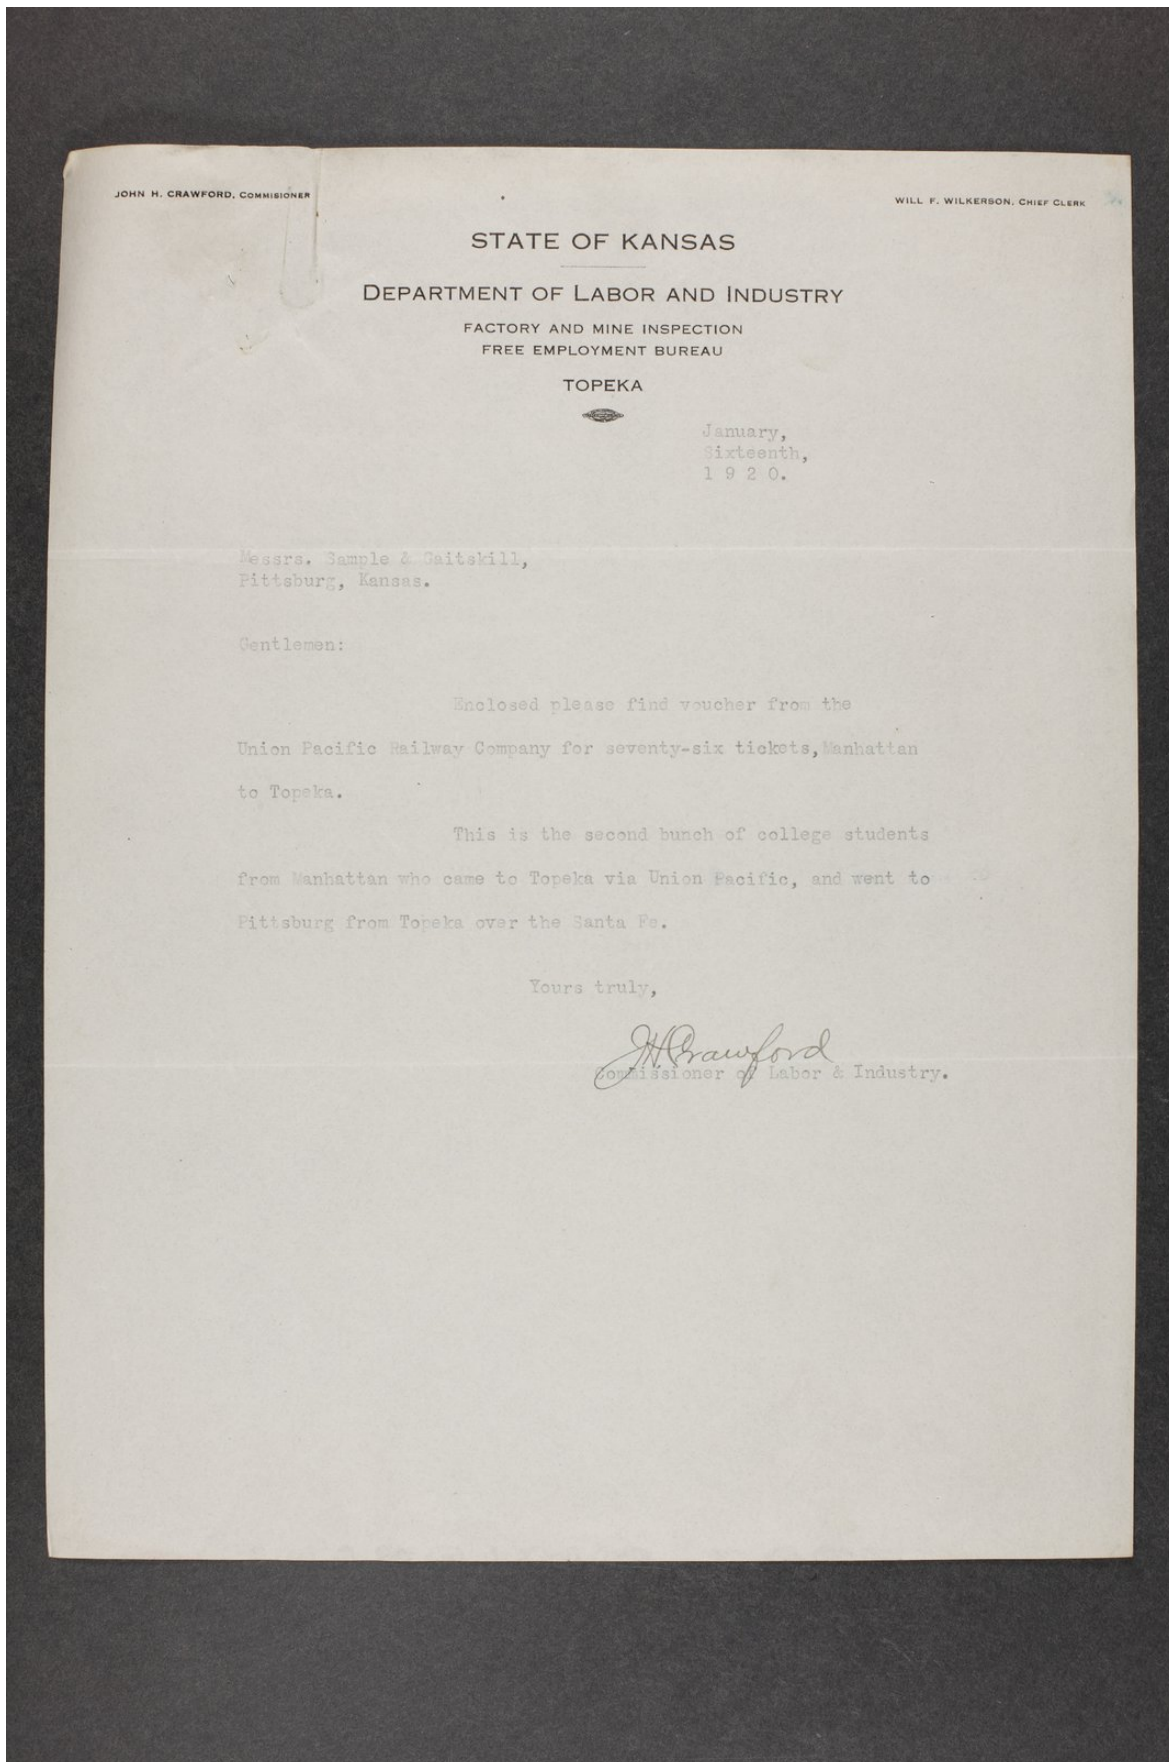 JOHN H. CRAWFORD, COMMISIONER
WILL F. WILKERSON, CHIEF CLERK
STATE OF KANSAS
DEPARTMENT OF LABOR AND INDUSTRY
FACTORY AND MINE INSPECTION
FREE EMPLOYMENT BUREAU
TOPEKA
January,
Sixteenth,
1 9 2 0.
Messrs. Sample & Gaitskill,
Pittsburg, Kansas.
Gentlemen:
Enclosed please find voucher from the
Union Pacific Railway Company for seventy-six tickets, Manhattan
to Topeka.
This is the second bunch of college students
from Manhattan who came to Topeka via Union Pacific, and went to
Pittsburg from Topeka over the Santa Fe.
Yours truly,
JH Crawford
Commissioner of Labor & Industry.